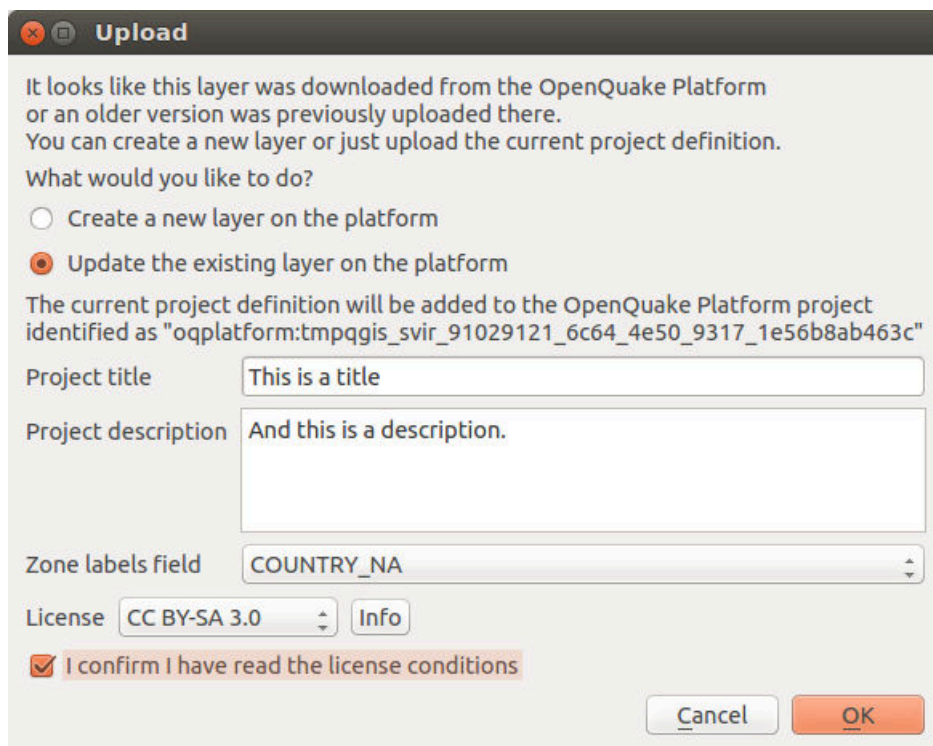 Upload
It looks like this layer was downloaded from the OpenQuake Platform
or an older version was previously uploaded there.
You can create a new layer or just upload the current project definition.
What would you like to do?
Create a new layer on the platform
Update the existing layer on the platform
The current project definition will be added to the OpenQuake Platform project
identified as "oqplatform:tmpqgis_svir_91029121_6c64_4e50_9317_1e56b8ab463c"
Project title This is a title
Project description And this is a description.
Zone labels field COUNTRY_NA
License CC BY-SA 3.0 Info
I confirm I have read the license conditions
Cancel OK